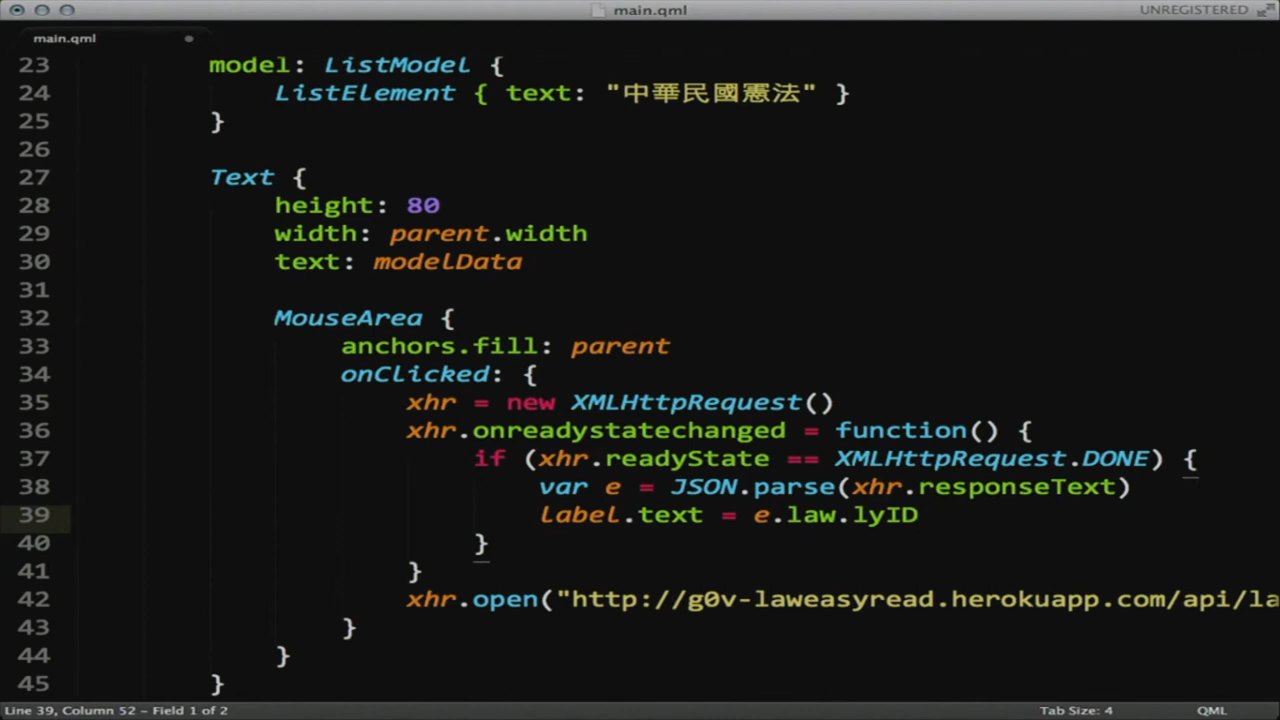 main.qml
UNREGISTERED
main.qml
23 model: ListModel {
24 ListElement { text: "中華民國憲法" }
25 }
26
27 Text {
28 height: 80
29 width: parent.width
30 text: modelData
31
32 MouseArea {
33 anchors.fill: parent
34 onClicked: {
35 xhr = new XMLHttpRequest()
36 xhr.onreadystatechanged = function() {
37 if (xhr.readyState == XMLHttpRequest.DONE) {
38 var e = JSON.parse(xhr.responseText)
39 label.text = e.law.lyID
40 }
41 }
42 xhr.open("http://g0v-laweasyread.herokuapp.com/api/la
43 }
44 }
45 }
Line 39, Column 52 - Field 1 of 2
Tab Size: 4
QML